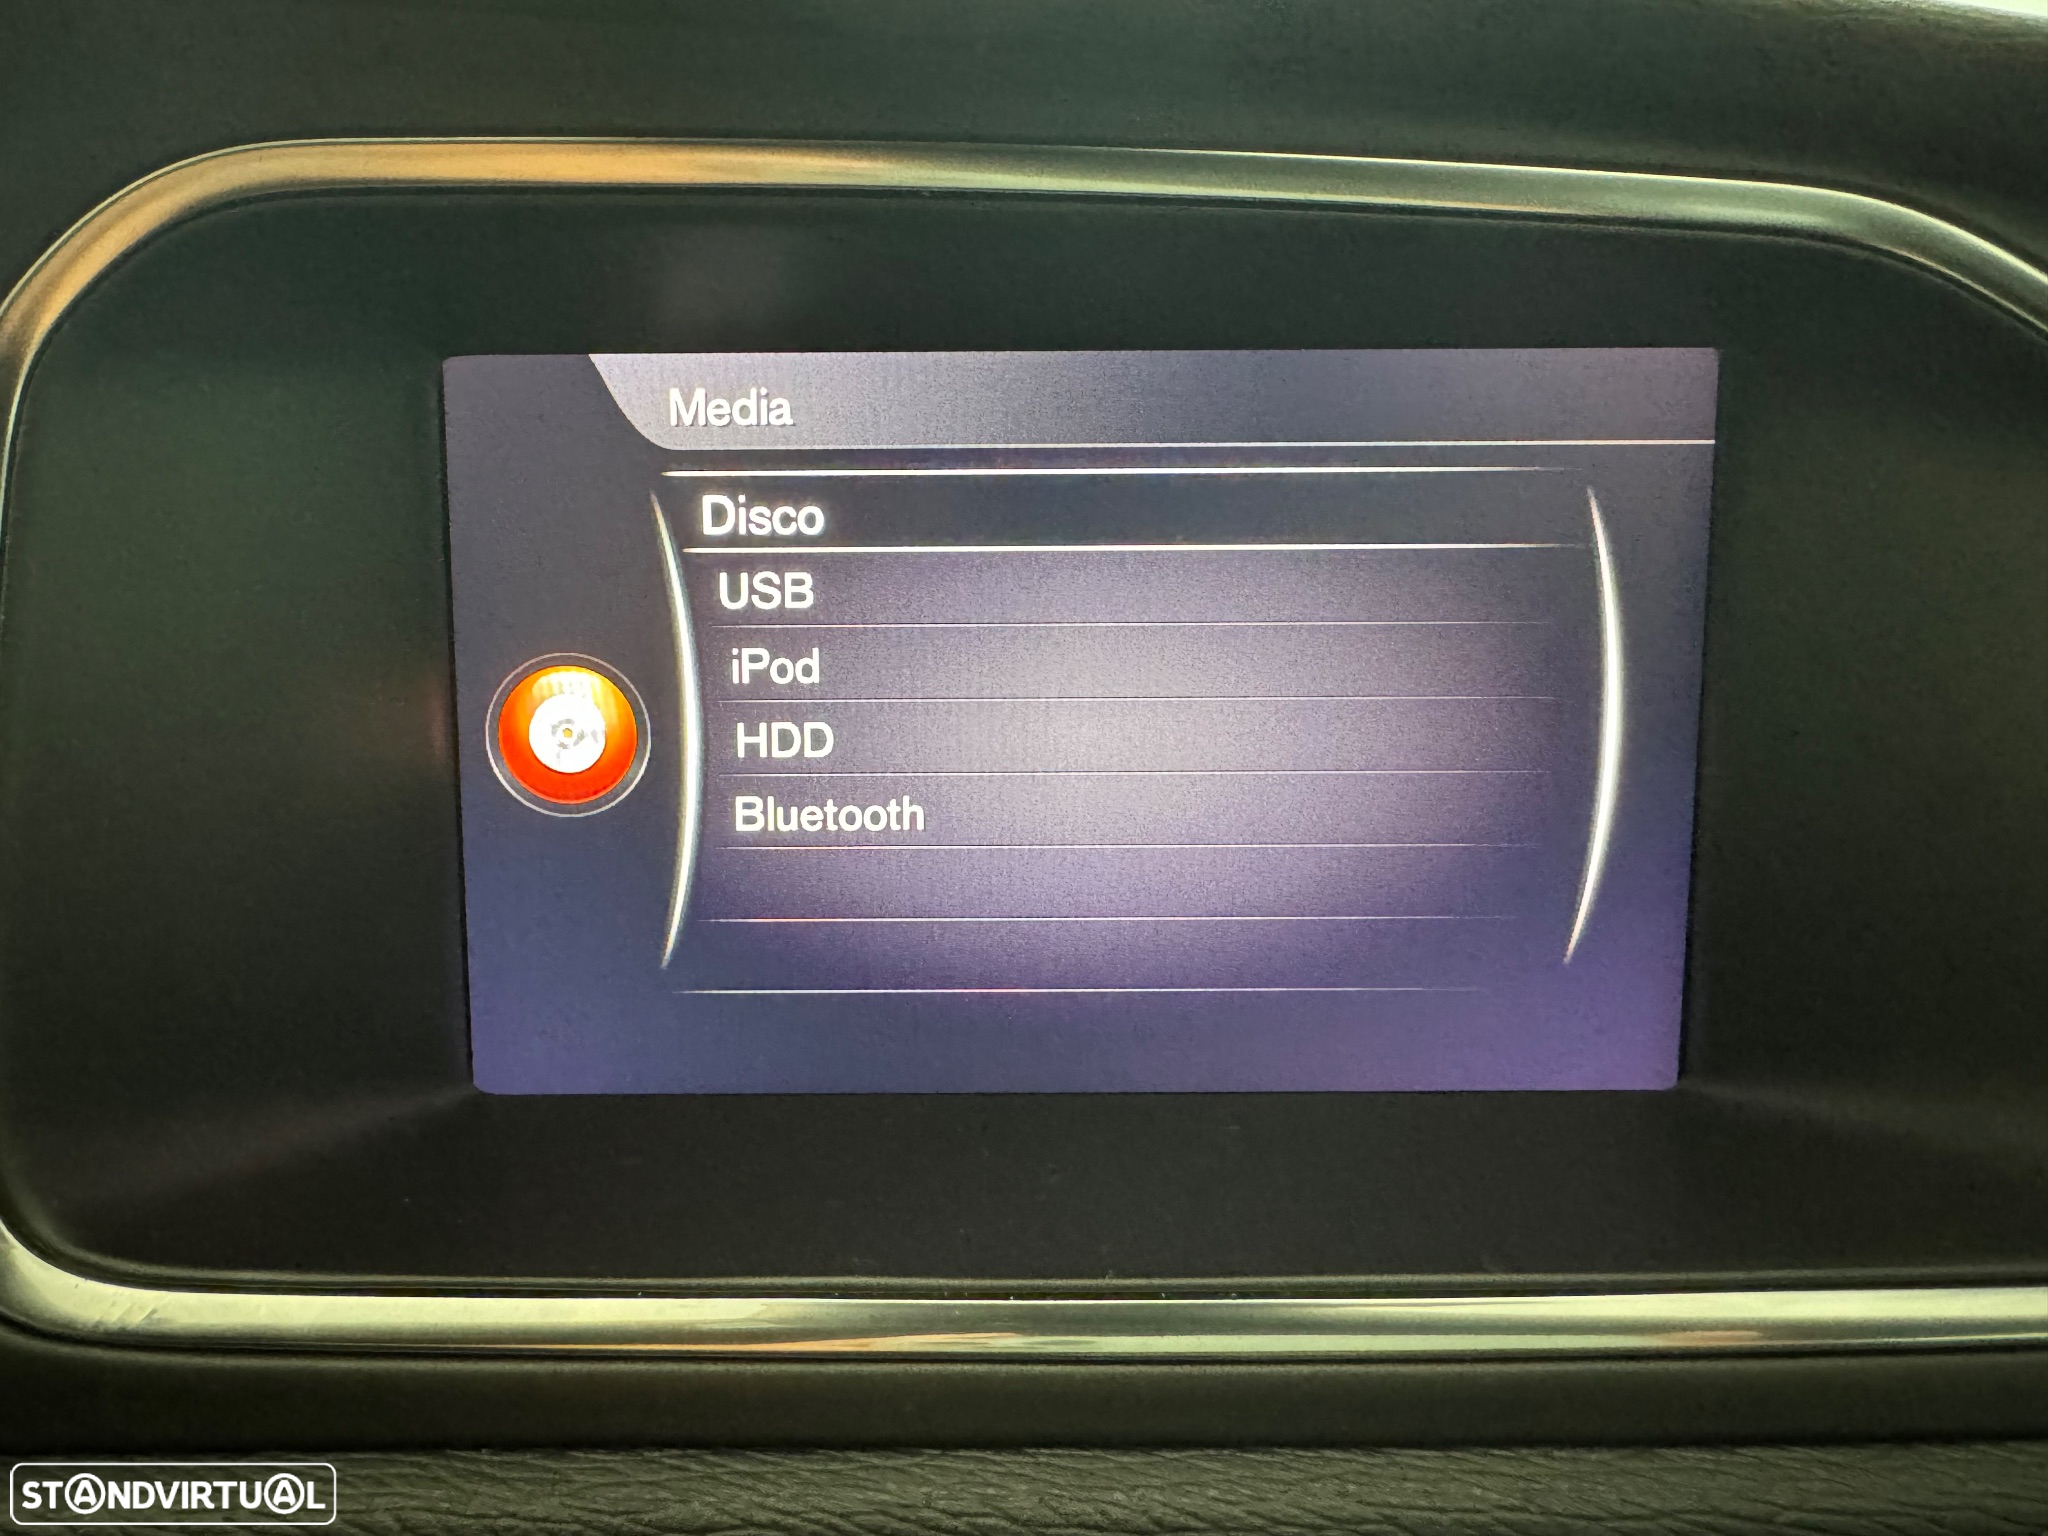 Media
Disco
USB
iPod
HDD
Bluetooth
STANDVIRTUAL